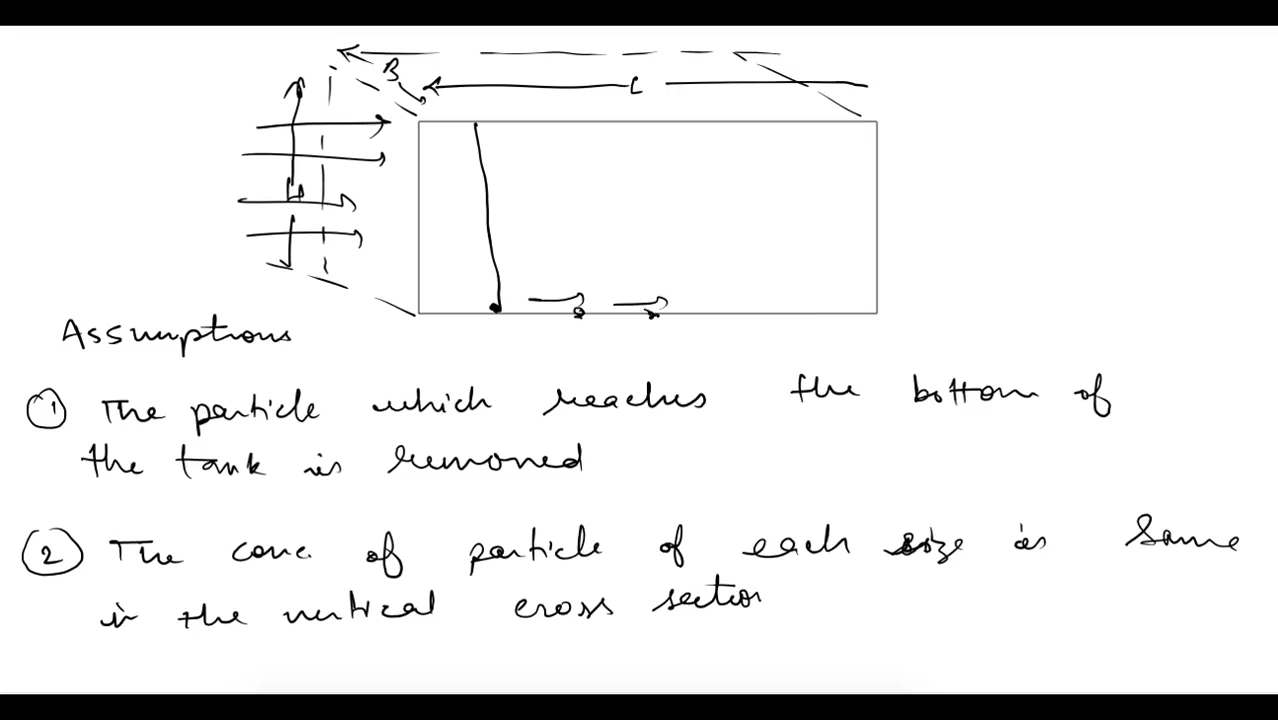 B
L
H
Assumptions
① The particle which reaches the bottom of
the tank is removed
② The conc. of particle of each size is same
in the vertical cross section